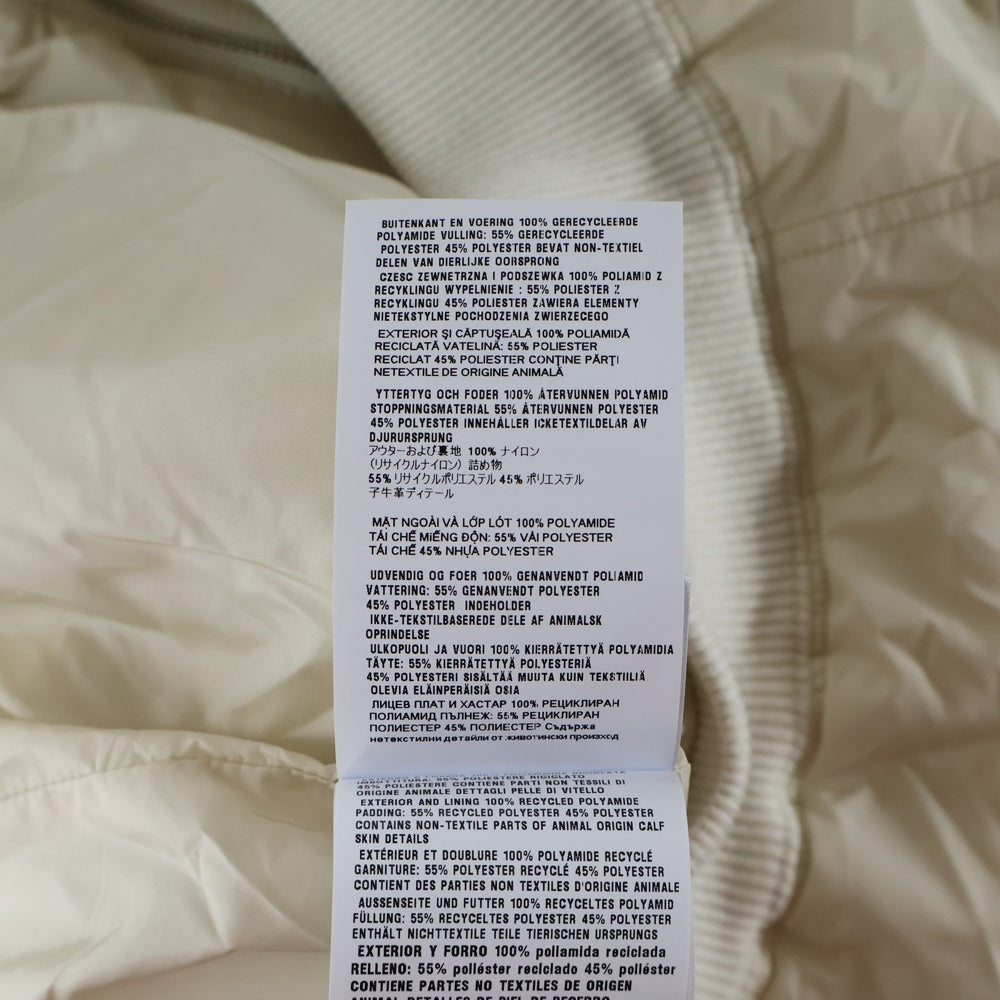 BUITENKANT EN VOERING 100% GERECYCLEERDE
POLYAMIDE VULLING: 55% GERECYCLEERDE
POLYESTER 45% POLYESTER BEVAT NON-TEXTIEL
DELEN VAN DIERLIJKE OORSPRONG
CZESC ZEWNETRZNA I PODSZEWKA 100% POLIAMID Z
RECYKLINGU WYPELNIENIE : 55% POLIESTER Z
RECYKLINGU 45% POLIESTER ZAWIERA ELEMENTY
NIETEKSTYLNE POCHODZENIA ZWIERZECEGO
EXTERIOR ȘI CĂPTUȘEALĂ 100% POLIAMIDĂ
RECICLATĂ VATELINĂ: 55% POLIESTER
RECICLAT 45% POLIESTER CONȚINE PĂRȚI
NETEXTILE DE ORIGINE ANIMALĂ
YTTERTYG OCH FODER 100% ÅTERVUNNEN POLYAMID
STOPPNINGSMATERIAL 55% ÅTERVUNNEN POLYESTER
45% POLYESTER INNEHÅLLER ICKETEXTILDELAR AV
DJURURSPRUNG
アウターおよび裏地 100% ナイロン
(リサイクルナイロン) 詰め物
55% リサイクルポリエステル 45% ポリエステル
子牛革ディテール
MẶT NGOÀI VÀ LỚP LÓT 100% POLYAMIDE
TÁI CHẾ MIẾNG ĐỘN: 55% VẢI POLYESTER
TÁI CHẾ 45% NHỰA POLYESTER
UDVENDIG OG FOER 100% GENANVENDT POLIAMID
VATTERING: 55% GENANVENDT POLYESTER
45% POLYESTER INDEHOLDER
IKKE-TEKSTILBASEREDE DELE AF ANIMALSK
OPRINDELSE
ULKOPUOLI JA VUORI 100% KIERRÄTETTYÄ POLYAMIDIA
TÄYTE: 55% KIERRÄTETTYÄ POLYESTERIÄ
45% POLYESTERI SISÄLTÄÄ MUUTA KUIN TEKSTIILIÄ
OLEVIA ELÄINPERÄISIÄ OSIA
ЛИЦЕВ ПЛАТ И ХАСТАР 100% РЕЦИКЛИРАН
ПОЛИАМИД ПЪЛНЕЖ: 55% РЕЦИКЛИРАН
ПОЛИЕСТЕР 45% ПОЛИЕСТЕР Съдържа
нетекстилни детайли от животински произход
IMBOTTITURA: 55% POLIESTERE RICICLATO
45% POLIESTERE CONTIENE PARTI NON TESSILI DI
ORIGINE ANIMALE DETTAGLI PELLE DI VITELLO
EXTERIOR AND LINING 100% RECYCLED POLYAMIDE
PADDING: 55% RECYCLED POLYESTER 45% POLYESTER
CONTAINS NON-TEXTILE PARTS OF ANIMAL ORIGIN CALF
SKIN DETAILS
EXTÉRIEUR ET DOUBLURE 100% POLYAMIDE RECYCLÉ
GARNITURE: 55% POLYESTER RECYCLÉ 45% POLYESTER
CONTIENT DES PARTIES NON TEXTILES D'ORIGINE ANIMALE
AUSSENSEITE UND FUTTER 100% RECYCELTES POLYAMID
FÜLLUNG: 55% RECYCELTES POLYESTER 45% POLYESTER
ENTHÄLT NICHTTEXTILE TEILE TIERISCHEN URSPRUNGS
EXTERIOR Y FORRO 100% poliamida reciclada
RELLENO: 55% poliéster reciclado 45% poliéster
CONTIENE PARTES NO TEXTILES DE ORIGEN
ANIMAL DETALLES DE PIEL DE BECERRO